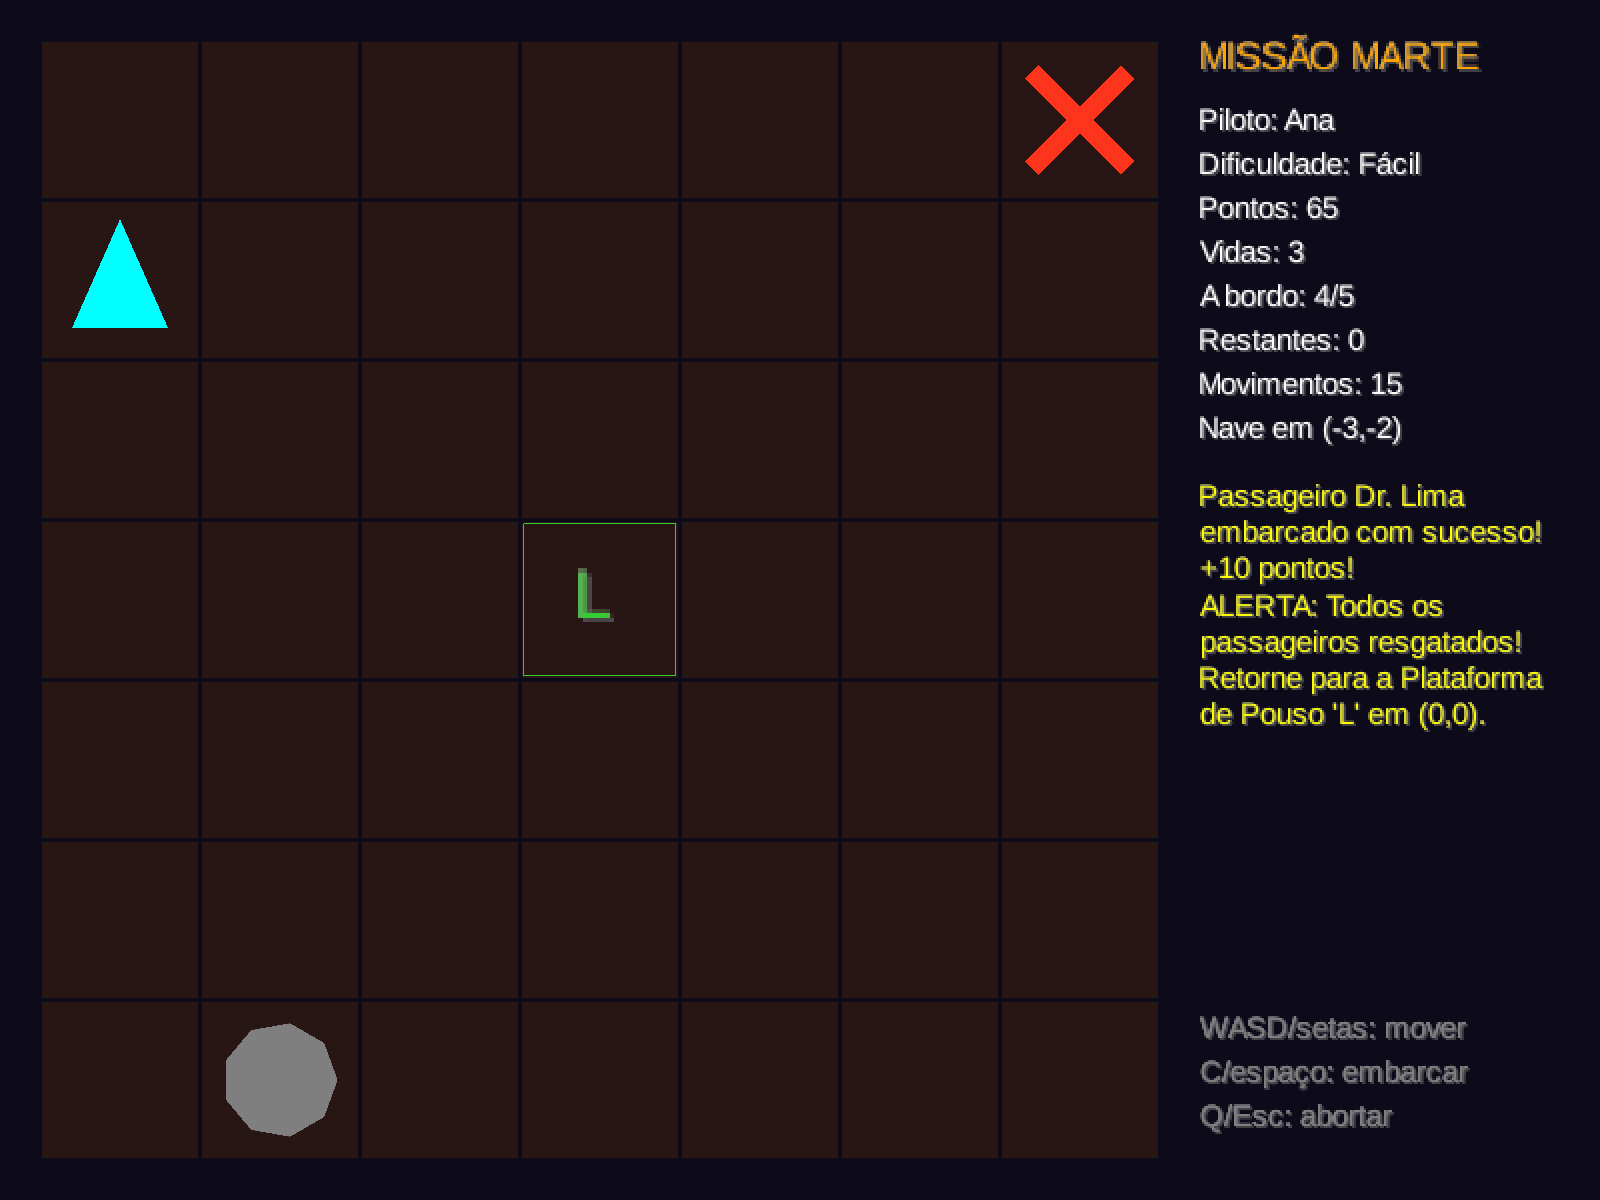 MISSÃO MARTE
Piloto: Ana
Dificuldade: Fácil
Pontos: 65
Vidas: 3
A bordo: 4/5
Restantes: 0
Movimentos: 15
Nave em (-3,-2)
Passageiro Dr. Lima
embarcado com sucesso!
+10 pontos!
ALERTA: Todos os
passageiros resgatados!
Retorne para a Plataforma
de Pouso 'L' em (0,0).
L
WASD/setas: mover
C/espaço: embarcar
Q/Esc: abortar